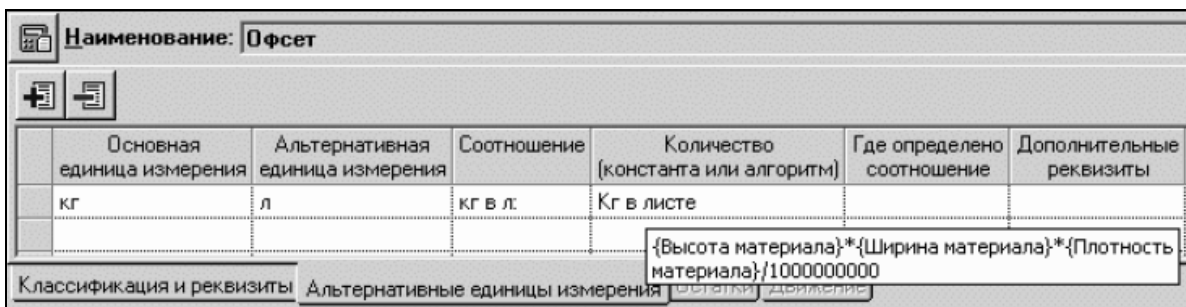 Наименование: Офсет
Основная единица измерения
Альтернативная единица измерения
Соотношение
Количество (константа или алгоритм)
Где определено соотношение
Дополнительные реквизиты
кг л кг в л: Кг в листе
{Высота материала}*{Ширина материала}*{Плотность
материала}/1000000000
Классификация и реквизиты Альтернативные единицы измерения Остатки Движение